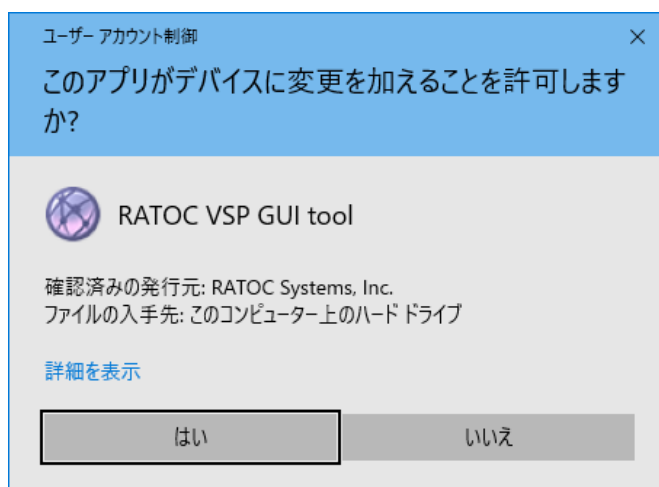 ユーザー アカウント制御
このアプリがデバイスに変更を加えることを許可します
か?
RATOC VSP GUI tool
確認済みの発行元: RATOC Systems, Inc.
ファイルの入手先: このコンピューター上のハード ドライブ
詳細を表示
はい
いいえ